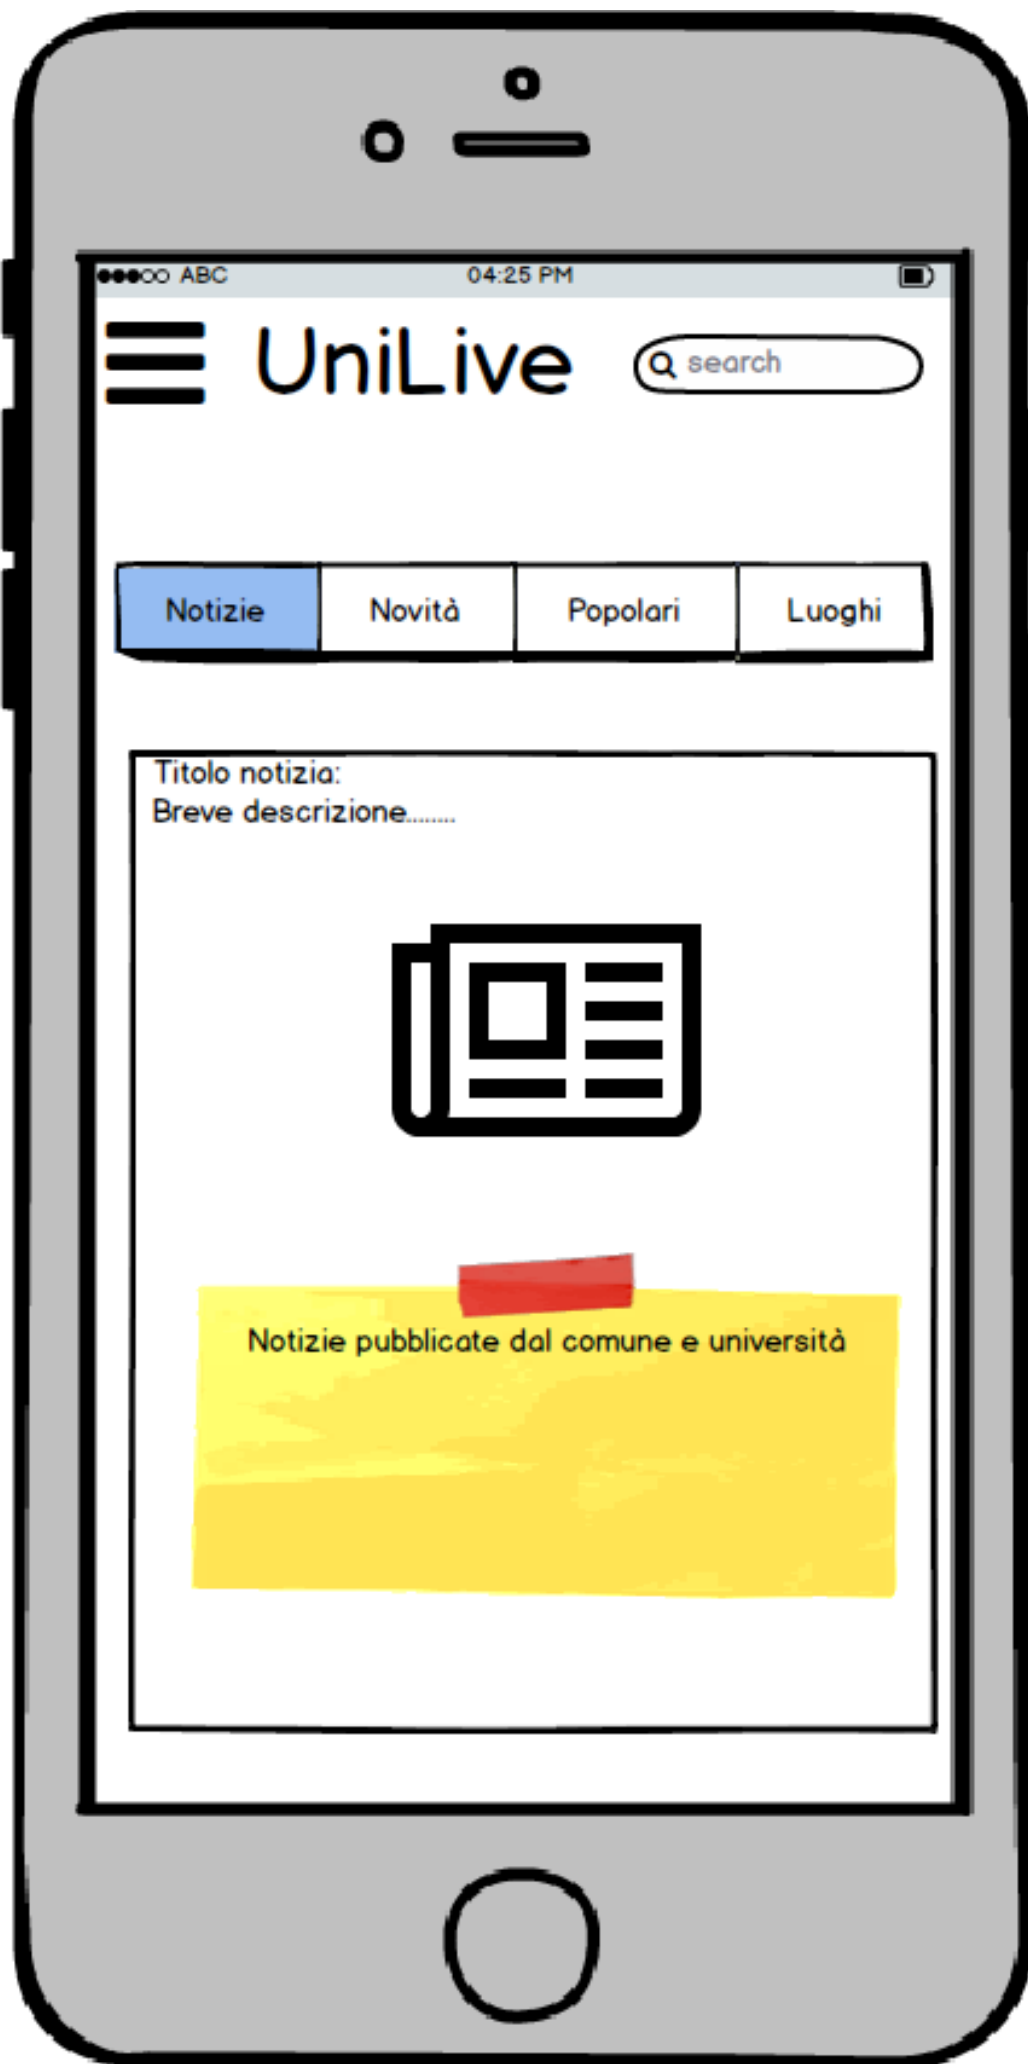 ABC 04:25 PM
UniLive search
Notizie Novità Popolari Luoghi
Titolo notizia:
Breve descrizione........
Notizie pubblicate dal comune e università